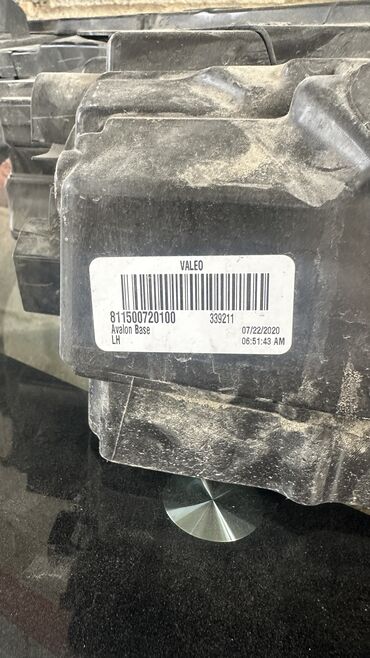 VALEO
811500720100 339211
Avalon Base 07/22/2020
LH 06:51:43 AM